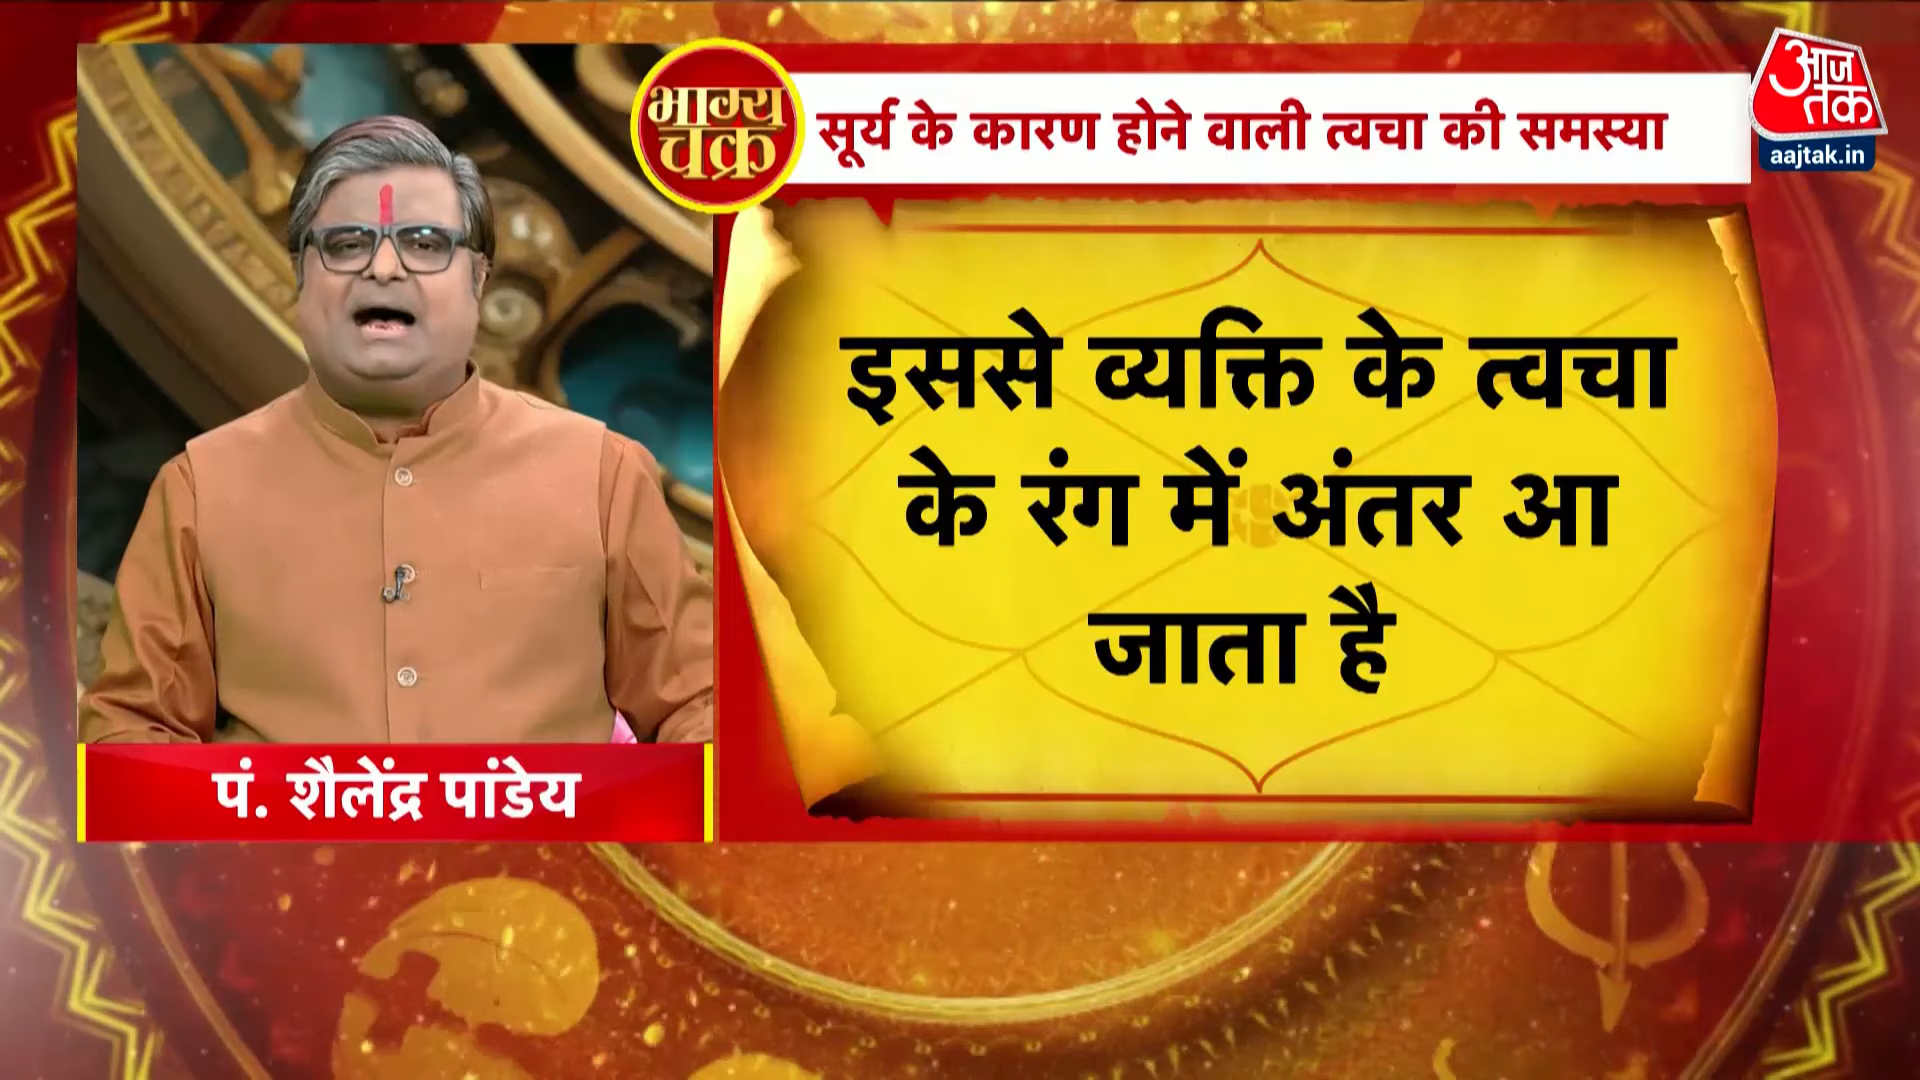 भाग्य
चक्र
सूर्य के कारण होने वाली त्वचा की समस्या
आज
तक
aajtak.in
इससे व्यक्ति के त्वचा
के रंग में अंतर आ
जाता है
पं. शैलेंद्र पांडेय